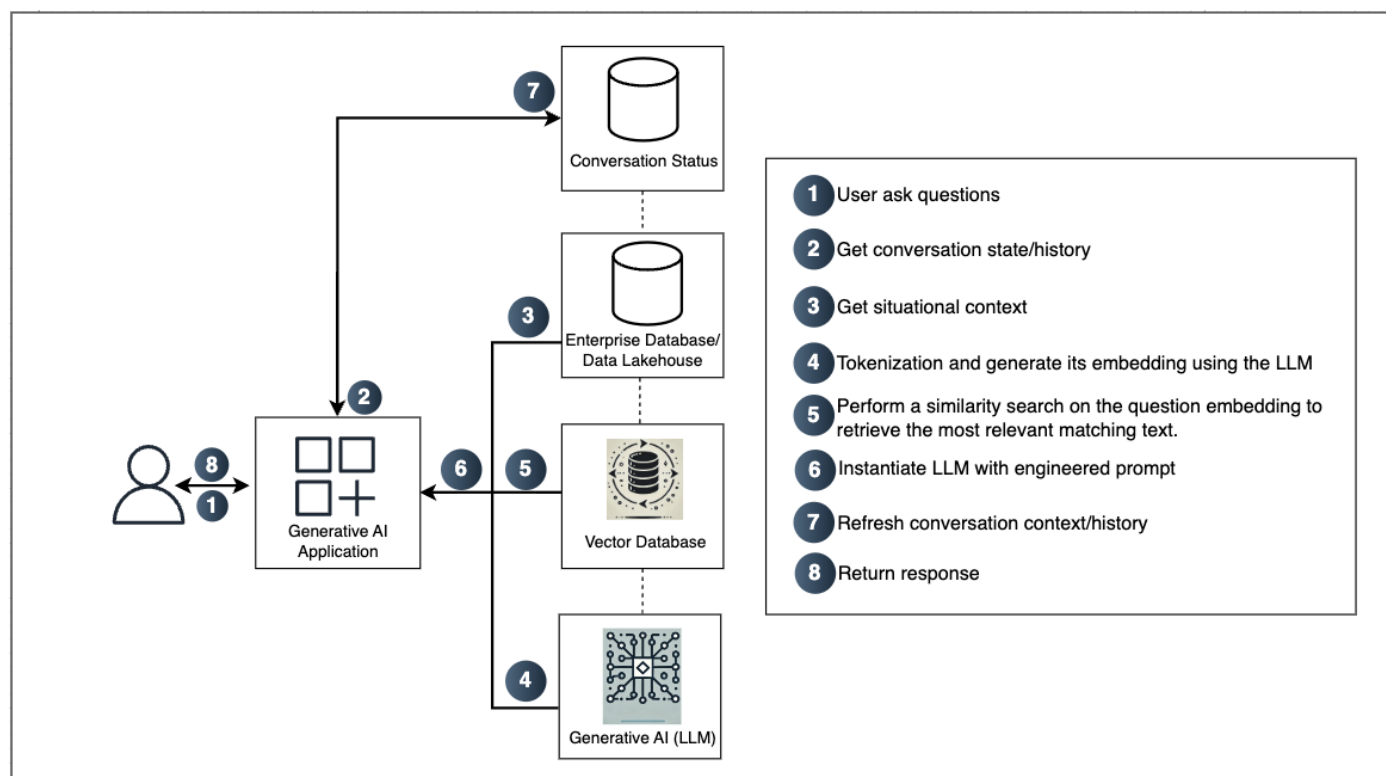 7
Conversation Status
3
Enterprise Database/
Data Lakehouse
2
8
1
Generative AI
Application
6
5
Vector Database
4
Generative AI (LLM)
1 User ask questions
2 Get conversation state/history
3 Get situational context
4 Tokenization and generate its embedding using the LLM
5 Perform a similarity search on the question embedding to
retrieve the most relevant matching text.
6 Instantiate LLM with engineered prompt
7 Refresh conversation context/history
8 Return response